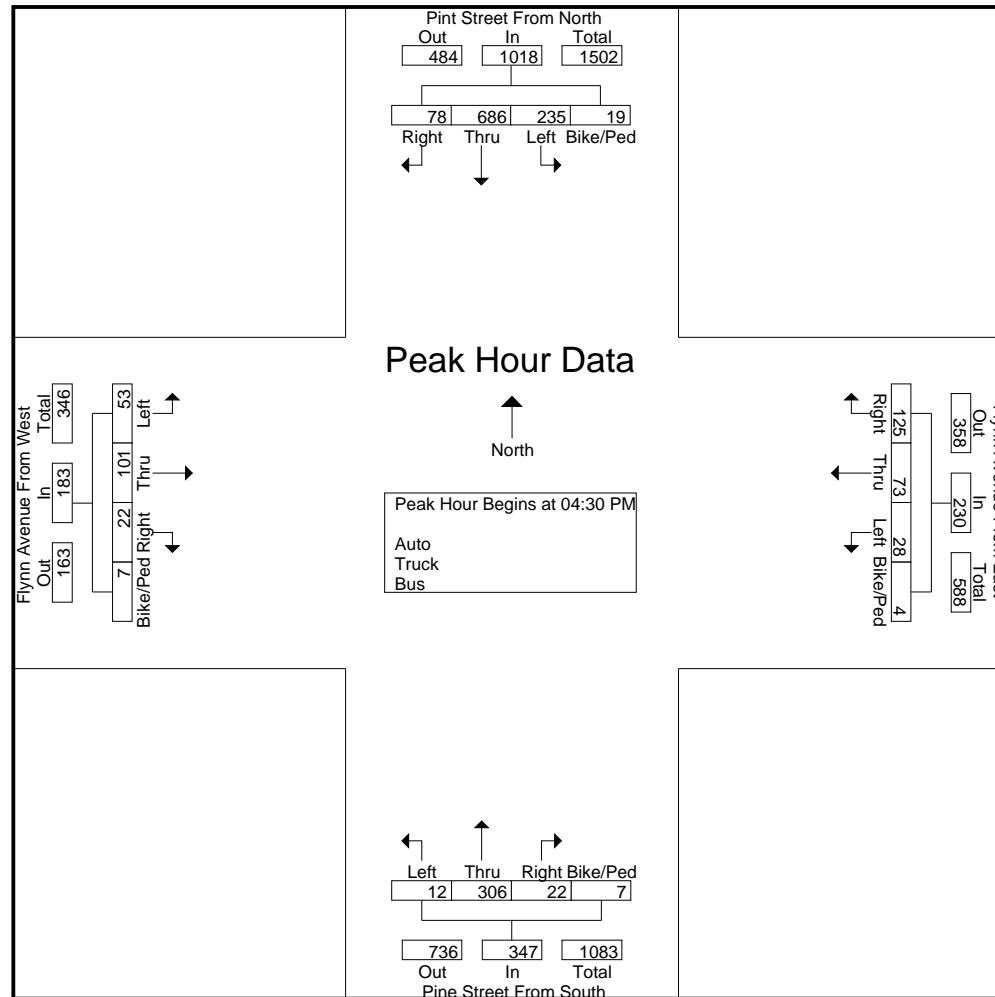 Pint Street From North
Out In Total
484 1018 1502
78 686 235 19
Right Thru Left Bike/Ped
Peak Hour Data
North
Peak Hour Begins at 04:30 PM
Auto
Truck
Bus
Flynn Avenue From West
Out In Total
163 183 346
53 101 22 7
Left Thru Right Bike/Ped
Out In Total
358 230 588
125 73 28 4
Right Thru Left Bike/Ped
Left Thru Right Bike/Ped
12 306 22 7
736 347 1083
Out In Total
Pine Street From South